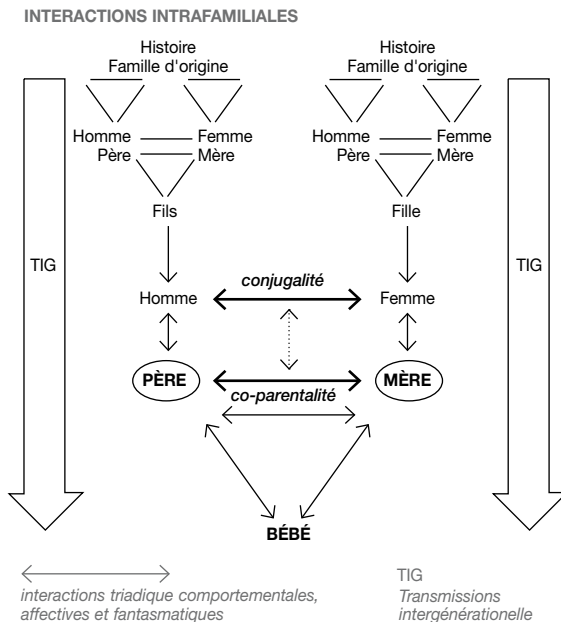 INTERACTIONS INTRAFAMILIALES
Histoire
Famille d'origine
Histoire
Famille d'origine
Homme
Femme
Homme
Femme
Père
Mère
Père
Mère
Fils
Fille
TIG
TIG
conjugalité
Homme
Femme
PÈRE
MÈRE
co-parentalité
BÉBÉ
interactions triadique comportementales,
affectives et fantasmatiques
TIG
Transmissions
intergénérationelle